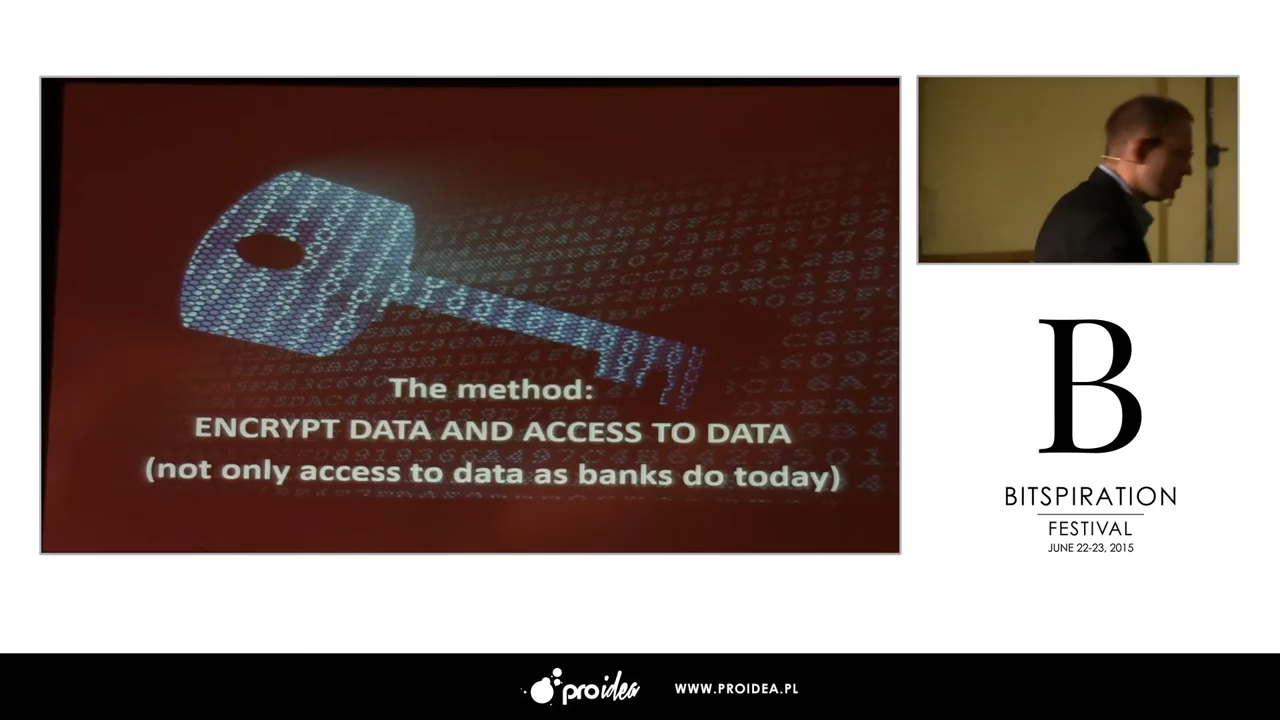 The method:
ENCRYPT DATA AND ACCESS TO DATA
(not only access to data as banks do today)
B
BITSPIRATION
FESTIVAL
JUNE 22-23, 2015
proidea
WWW.PROIDEA.PL